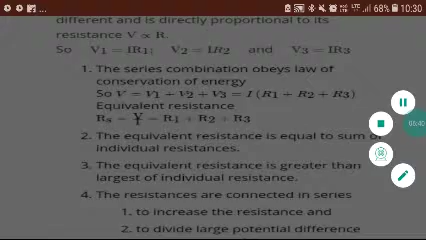 68% 10:30
different and is directly proportional to its
resistance V ∝ R.
So V₁ = IR₁; V₂ = IR₂ and V₃ = IR₃
1. The series combination obeys law of
conservation of energy
So V = V₁ + V₂ + V₃ = I (R₁ + R₂ + R₃)
Equivalent resistance
Rₛ = V/I = R₁ + R₂ + R₃
2. The equivalent resistance is equal to sum of
individual resistances.
3. The equivalent resistance is greater than
largest of individual resistance.
4. The resistances are connected in series
1. to increase the resistance and
2. to divide large potential difference